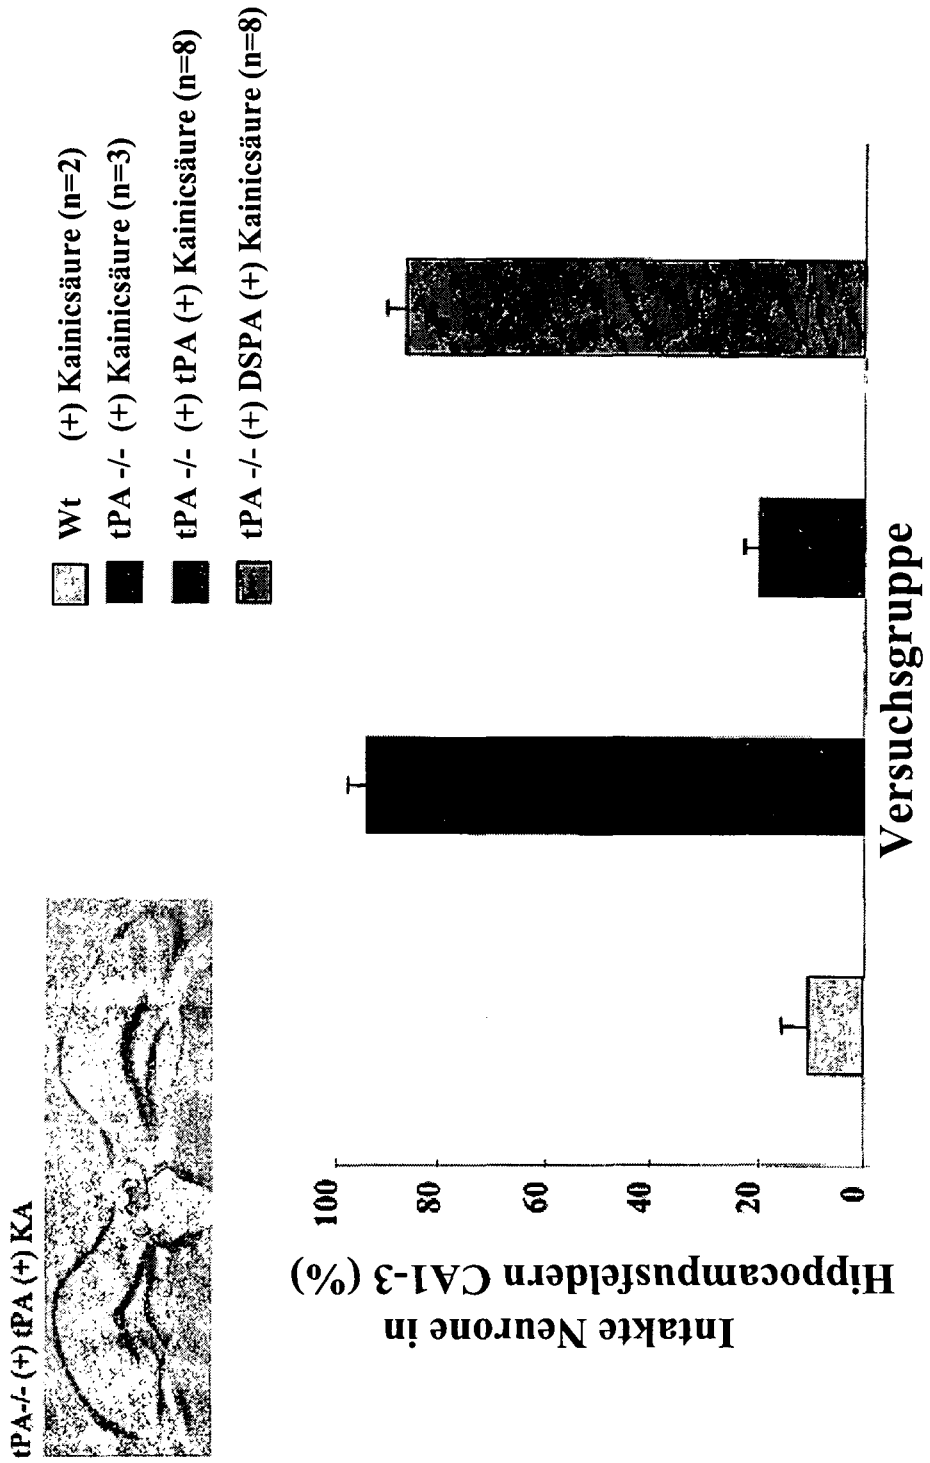 tPA-/- (+) tPA (+) KA
Wt (+) Kainicsäure (n=2)
tPA -/- (+) Kainicsäure (n=3)
tPA -/- (+) tPA (+) Kainicsäure (n=8)
tPA -/- (+) DSPA (+) Kainicsäure (n=8)
Intakte Neurone in
Hippocampusfeldern CA1-3 (%)
100
80
60
40
20
0
Versuchsgruppe